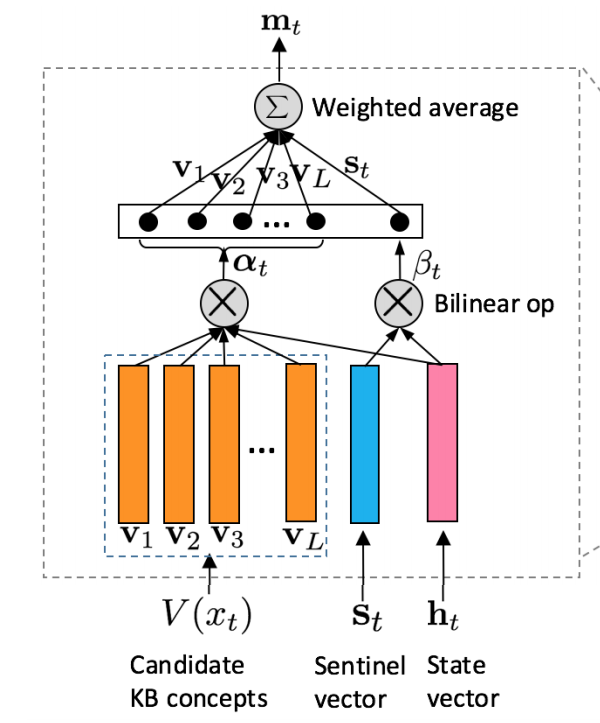 m_t
Σ Weighted average
v_1 v_2 v_3 v_L s_t
...
α_t β_t
Bilinear op
...
v_1 v_2 v_3 v_L
V(x_t) s_t h_t
Candidate Sentinel State
KB concepts vector vector